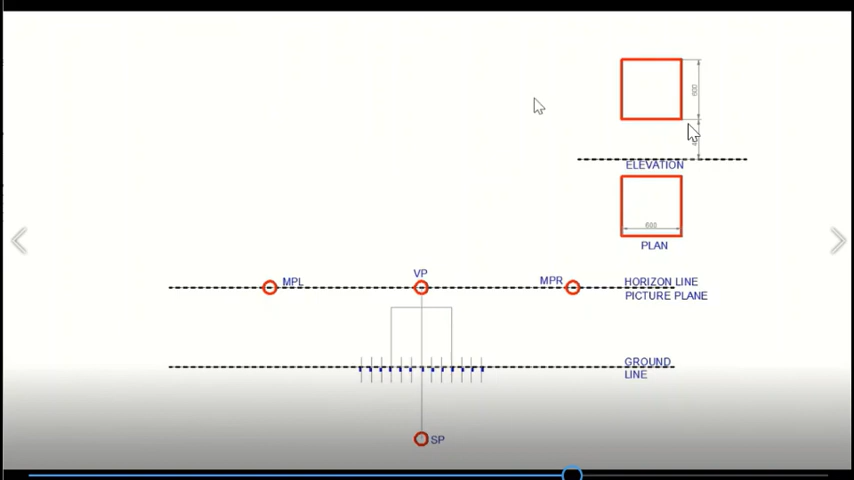 600
ELEVATION
600
PLAN
VP
MPL
MPR
HORIZON LINE
PICTURE PLANE
GROUND
LINE
SP